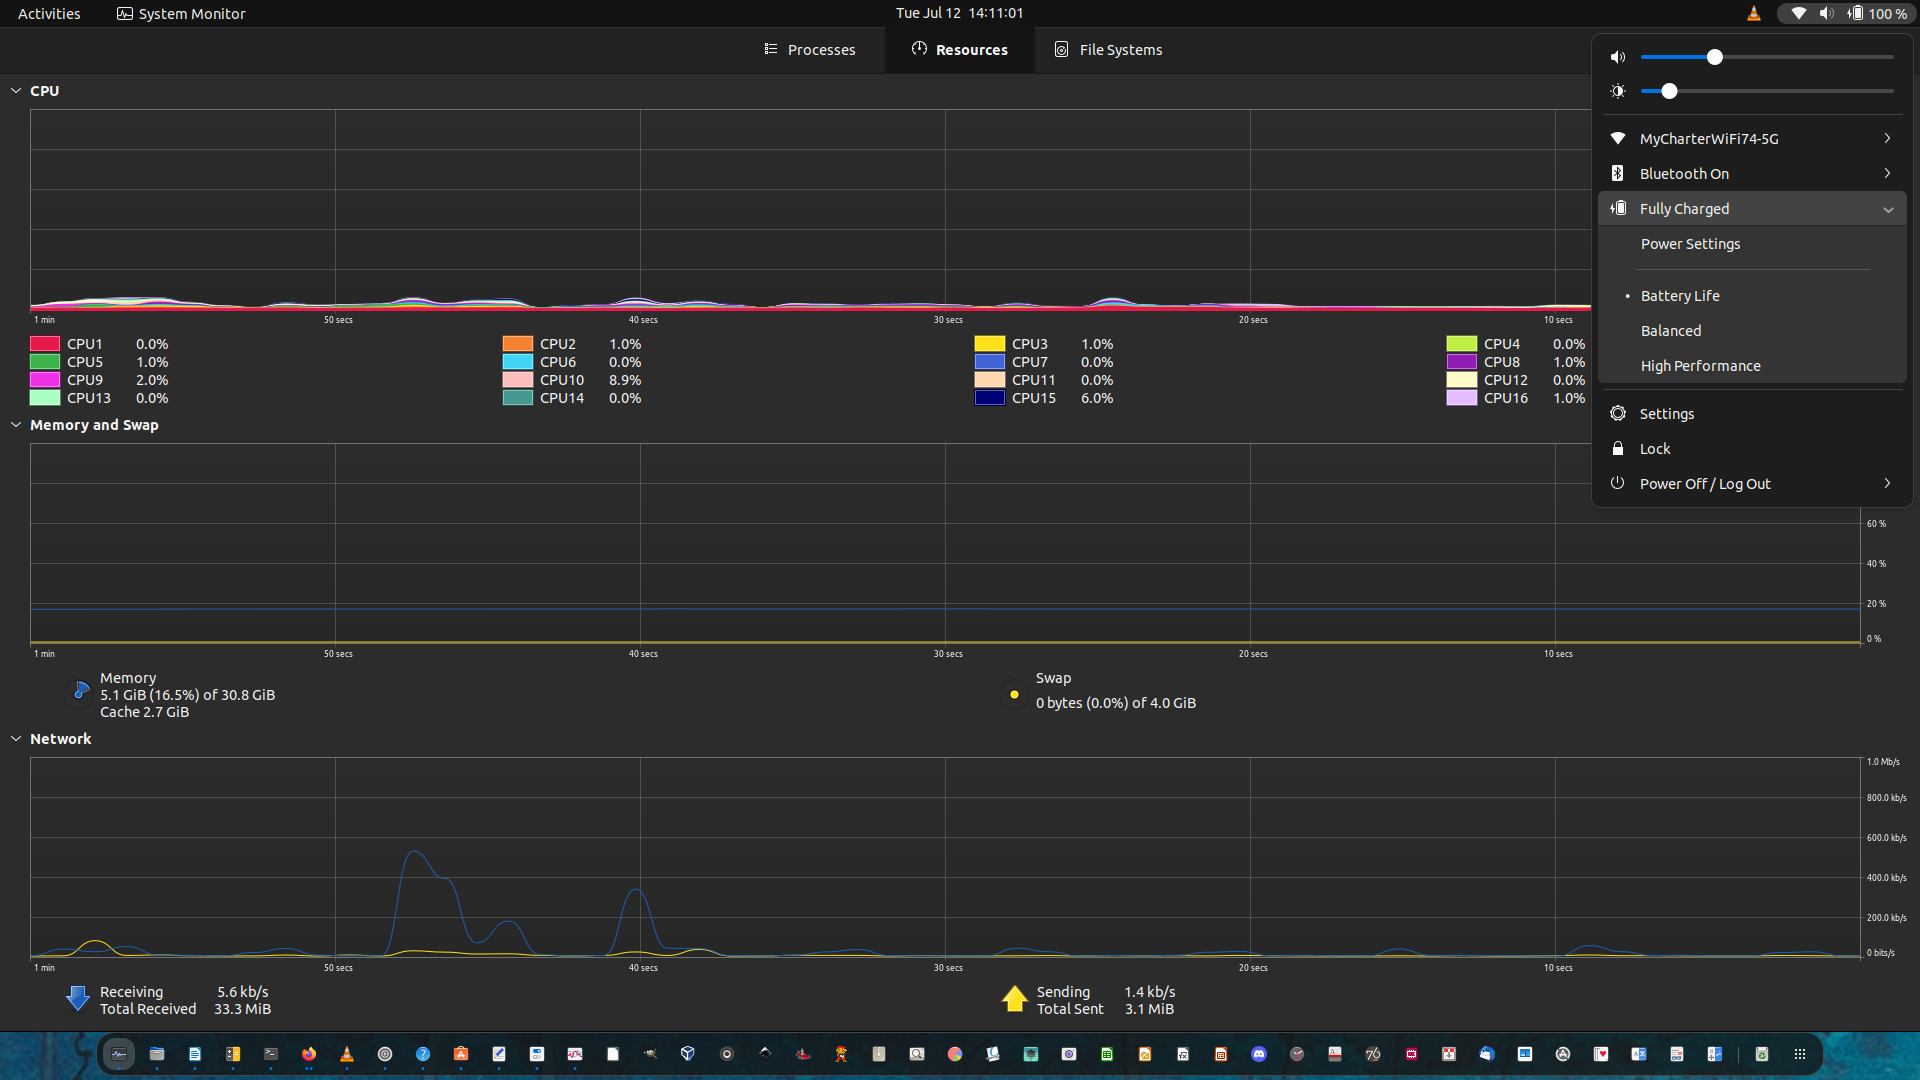 Activities
System Monitor
Tue Jul 12 14:11:01
100 %
Processes
Resources
File Systems
CPU
1 min
50 secs
40 secs
30 secs
20 secs
10 secs
CPU1 0.0%
CPU2 1.0%
CPU3 1.0%
CPU4 0.0%
CPU5 1.0%
CPU6 0.0%
CPU7 0.0%
CPU8 1.0%
CPU9 2.0%
CPU10 8.9%
CPU11 0.0%
CPU12 0.0%
CPU13 0.0%
CPU14 0.0%
CPU15 6.0%
CPU16 1.0%
MyCharterWiFi74-5G
Bluetooth On
Fully Charged
Power Settings
• Battery Life
Balanced
High Performance
Settings
Lock
Power Off / Log Out
Memory and Swap
60 %
40 %
20 %
0 %
1 min
50 secs
40 secs
30 secs
20 secs
10 secs
Memory
5.1 GiB (16.5%) of 30.8 GiB
Cache 2.7 GiB
Swap
0 bytes (0.0%) of 4.0 GiB
Network
1.0 Mb/s
800.0 kb/s
600.0 kb/s
400.0 kb/s
200.0 kb/s
0 bits/s
1 min
50 secs
40 secs
30 secs
20 secs
10 secs
Receiving 5.6 kb/s
Total Received 33.3 MiB
Sending 1.4 kb/s
Total Sent 3.1 MiB